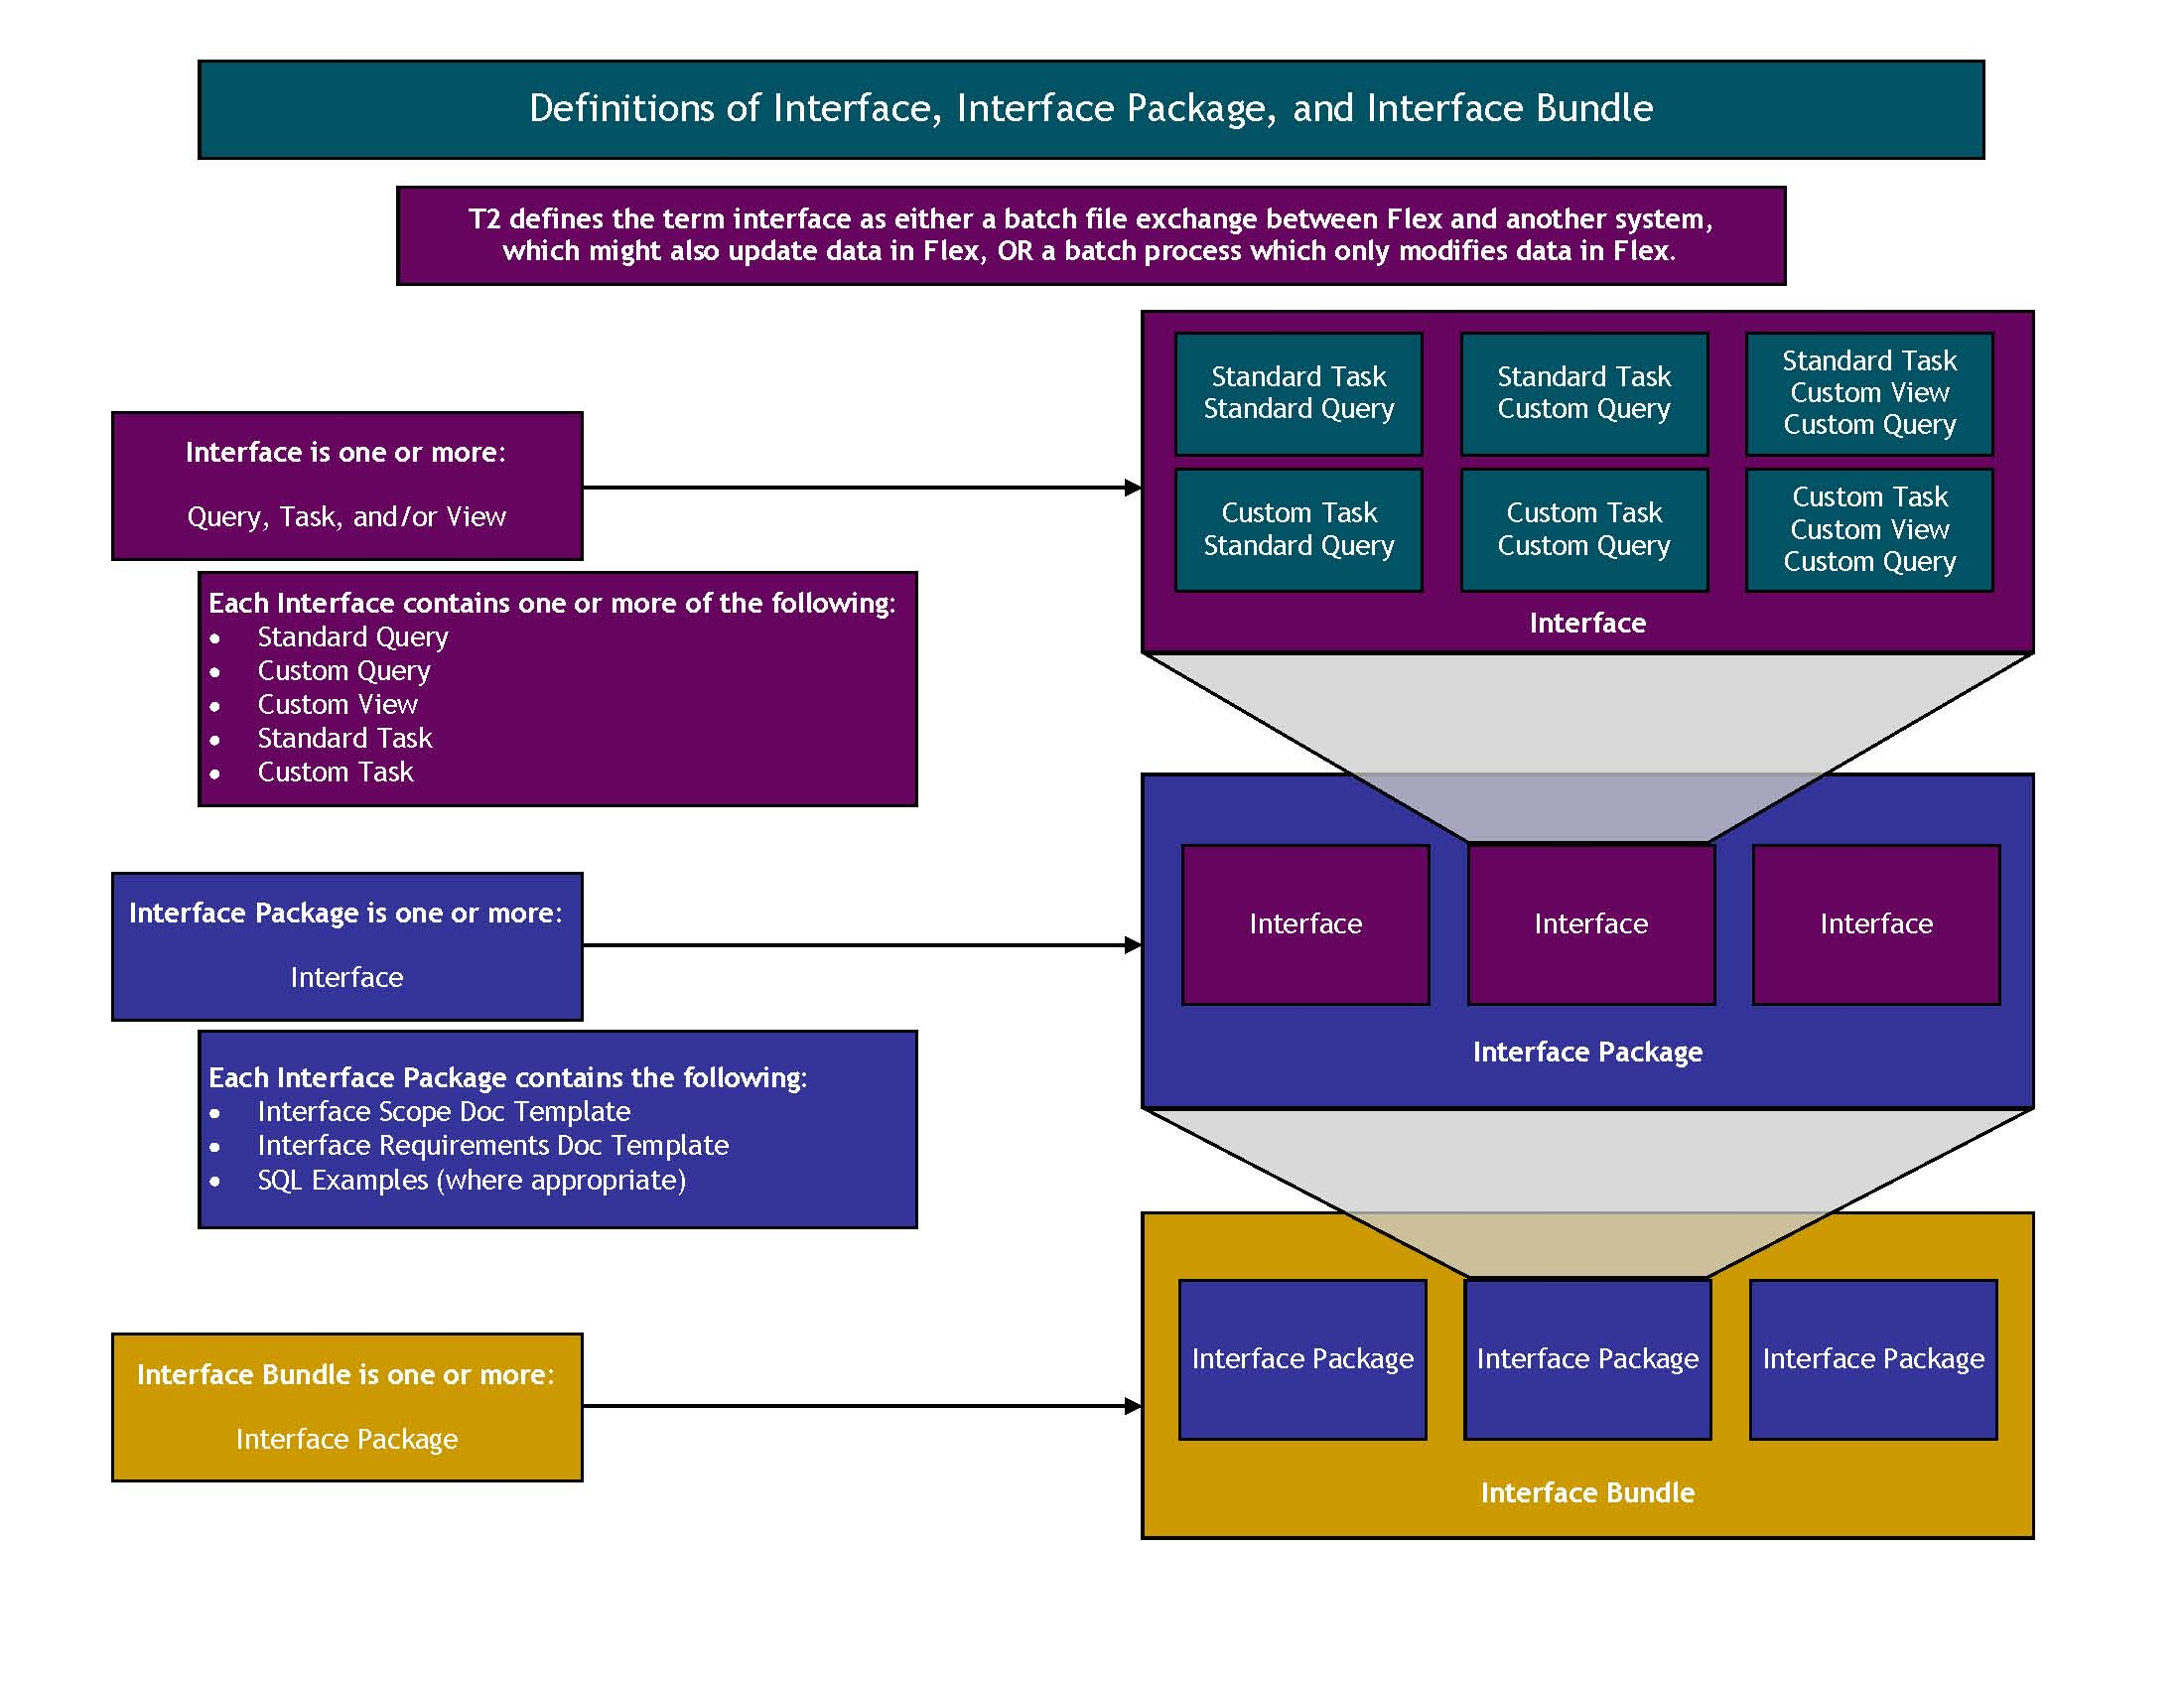 Definitions of Interface, Interface Package, and Interface Bundle
T2 defines the term interface as either a batch file exchange between Flex and another system,
which might also update data in Flex, OR a batch process which only modifies data in Flex.
Interface is one or more:
Query, Task, and/or View
Each Interface contains one or more of the following:
• Standard Query
• Custom Query
• Custom View
• Standard Task
• Custom Task
Standard Task
Standard Query
Standard Task
Custom Query
Standard Task
Custom View
Custom Query
Custom Task
Standard Query
Custom Task
Custom Query
Custom Task
Custom View
Custom Query
Interface
Interface Package is one or more:
Interface
Each Interface Package contains the following:
• Interface Scope Doc Template
• Interface Requirements Doc Template
• SQL Examples (where appropriate)
Interface
Interface
Interface
Interface Package
Interface Bundle is one or more:
Interface Package
Interface Package
Interface Package
Interface Package
Interface Bundle